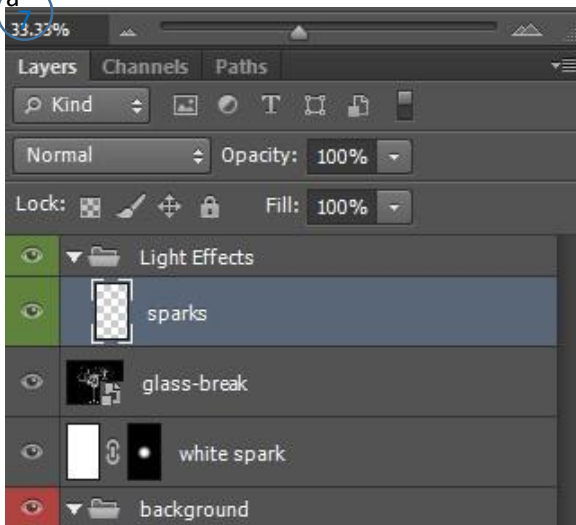 a
7
33.33%
Layers Channels Paths
Kind T
Normal Opacity: 100%
Lock: Fill: 100%
Light Effects
sparks
glass-break
white spark
background